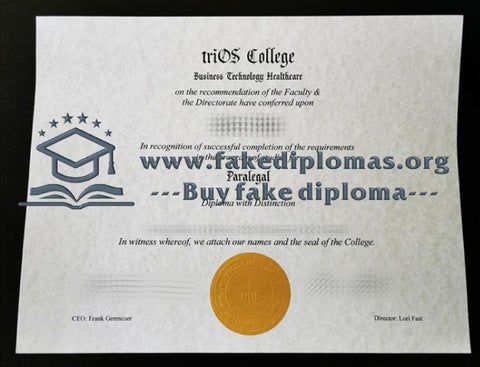 triOS College
Business Technology Healthcare
on the recommendation of the Faculty &
the Directorate have conferred upon
In recognition of successful completion of the requirements
www.fakediplomas.org
Paralegal
---Buy fake diploma---
Diploma with Distinction
In witness whereof, we attach our names and the seal of the College.
CEO: Frank Gerencser
Director: Lori Fast